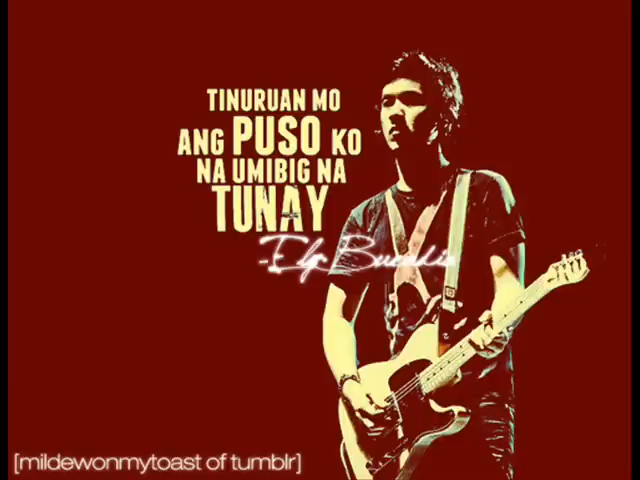 TINURUAN MO
ANG PUSO KO
NA UMIBIG NA
TUNAY
-Ely Buendia
[mildewonmytoast of tumblr]